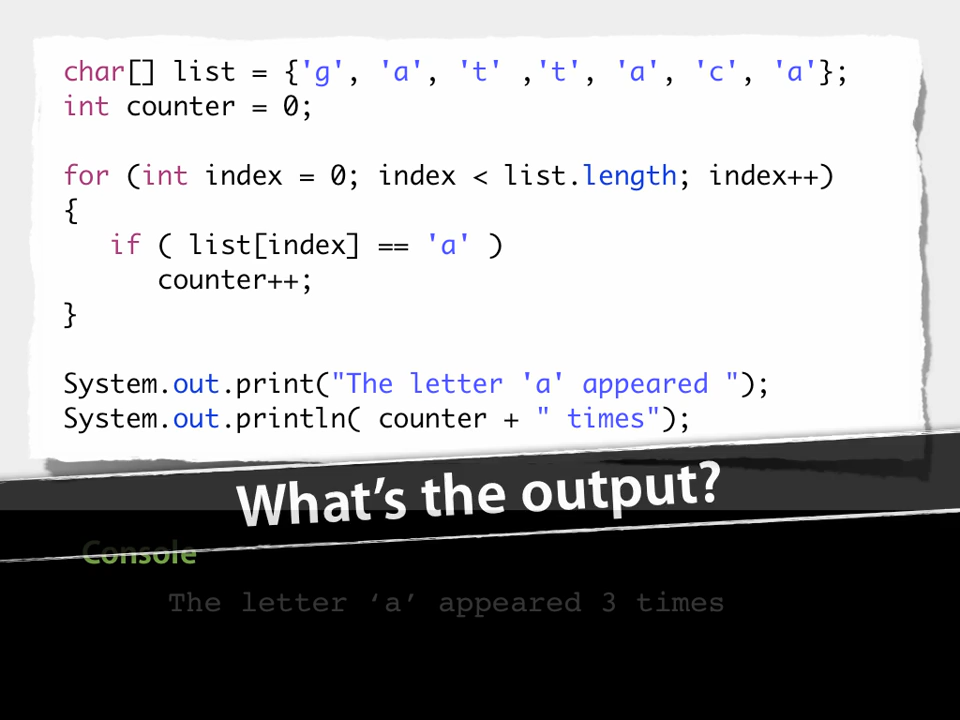 char[] list = {'g', 'a', 't' ,'t', 'a', 'c', 'a'};
int counter = 0;
for (int index = 0; index < list.length; index++)
{
if ( list[index] == 'a' )
counter++;
}
System.out.print("The letter 'a' appeared ");
System.out.println( counter + " times");
What’s the output?
Console
The letter ‘a’ appeared 3 times